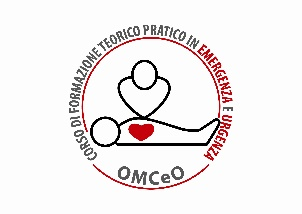 CORSO DI FORMAZIONE TEORICO PRATICO IN EMERGENZA E URGENZA
OMCeO